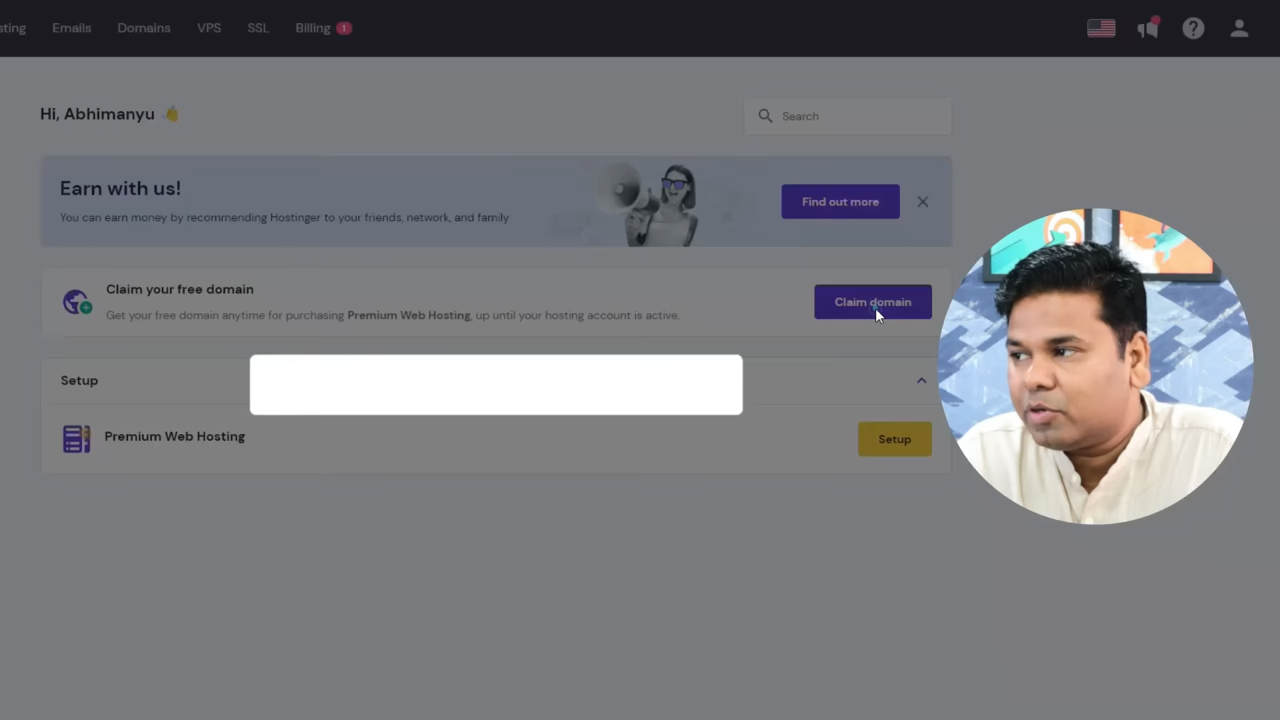 sting Emails Domains VPS SSL Billing 1
Hi, Abhimanyu
Search
Earn with us!
You can earn money by recommending Hostinger to your friends, network, and family
Find out more
Claim your free domain
Get your free domain anytime for purchasing Premium Web Hosting, up until your hosting account is active.
Claim domain
Setup
Premium Web Hosting
Setup